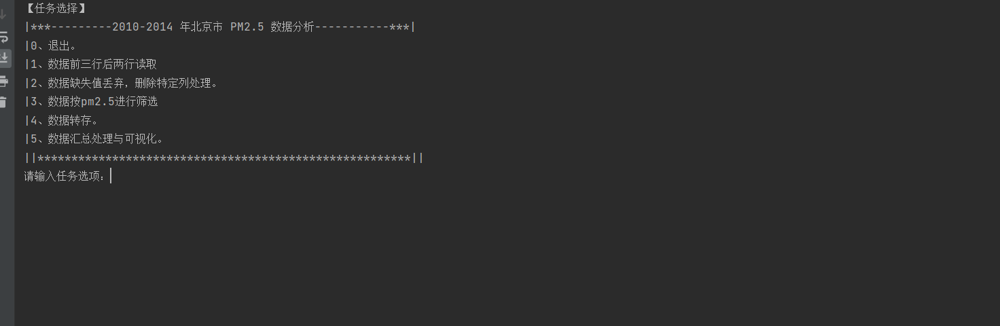 【任务选择】
|***---------2010-2014 年北京市 PM2.5 数据分析-----------***|
|0、退出。
|1、数据前三行后两行读取
|2、数据缺失值丢弃，删除特定列处理。
|3、数据按pm2.5进行筛选
|4、数据转存。
|5、数据汇总处理与可视化。
||*******************************************************||
请输入任务选项：